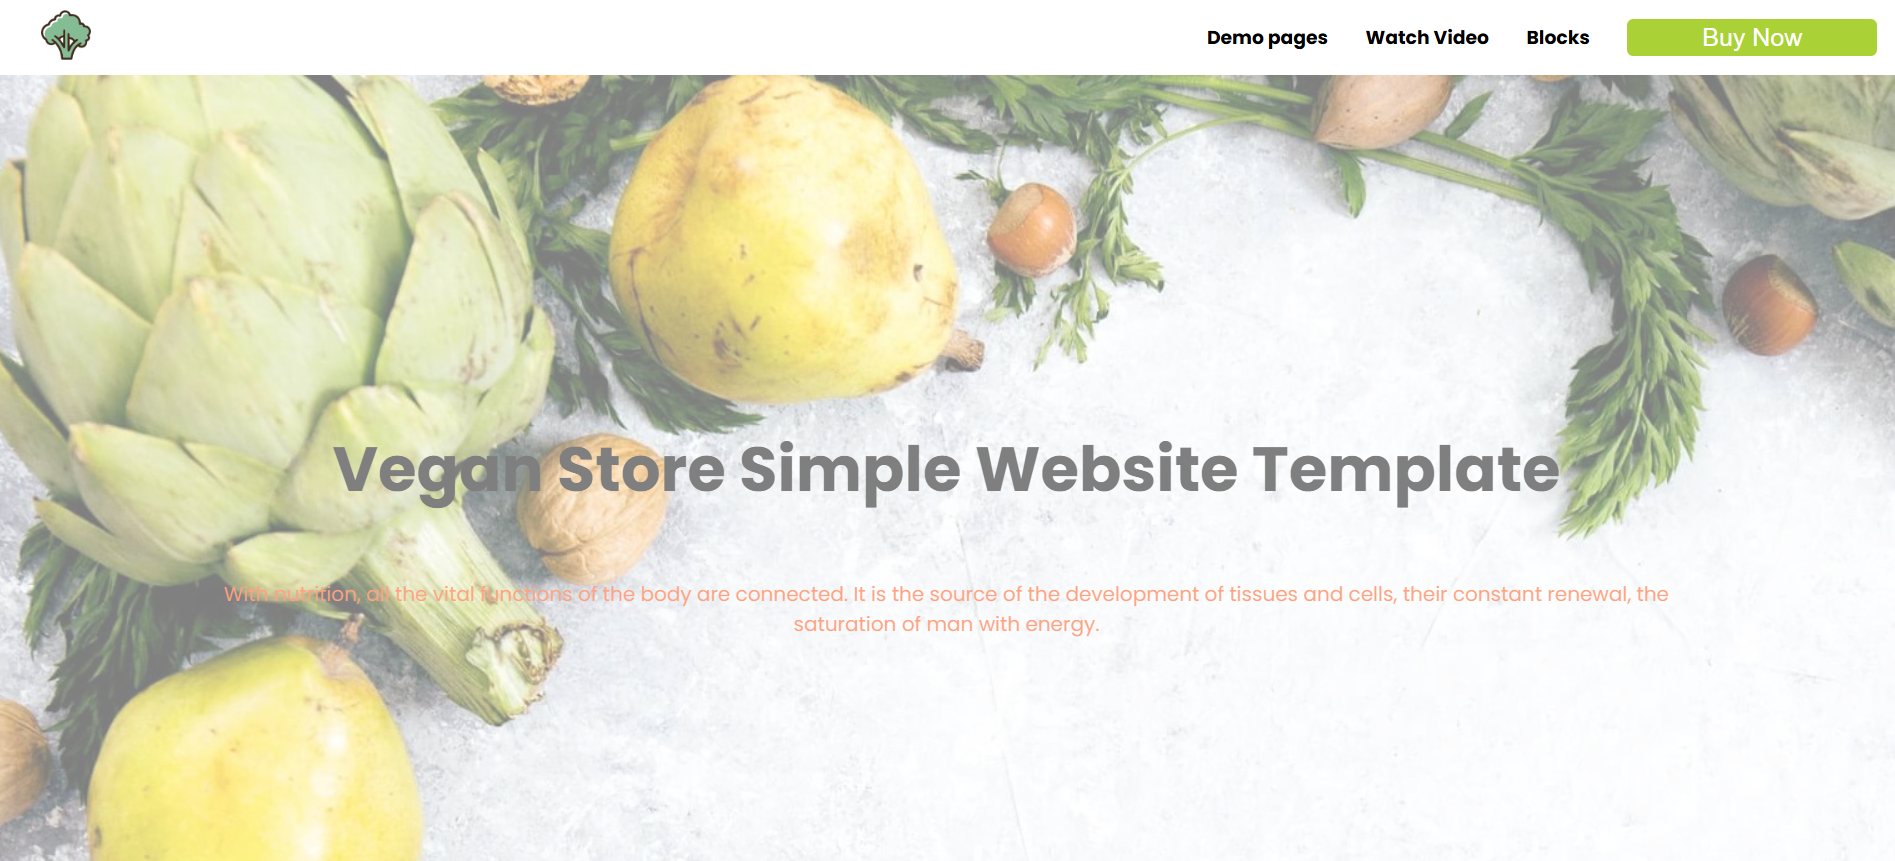 Demo pages
Watch Video
Blocks
Buy Now
Vegan Store Simple Website Template
With nutrition, all the vital functions of the body are connected. It is the source of the development of tissues and cells, their constant renewal, the
saturation of man with energy.